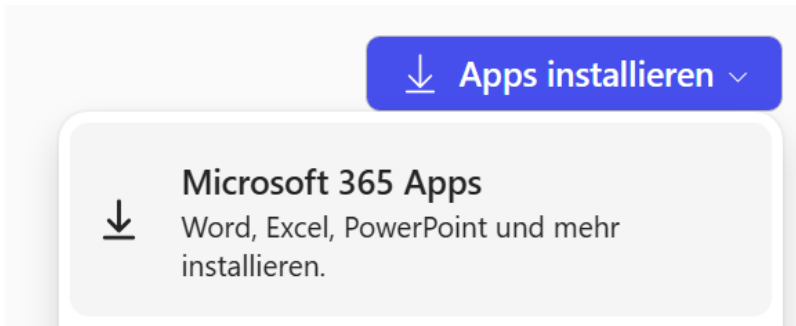 Apps installieren
Microsoft 365 Apps
Word, Excel, PowerPoint und mehr
installieren.